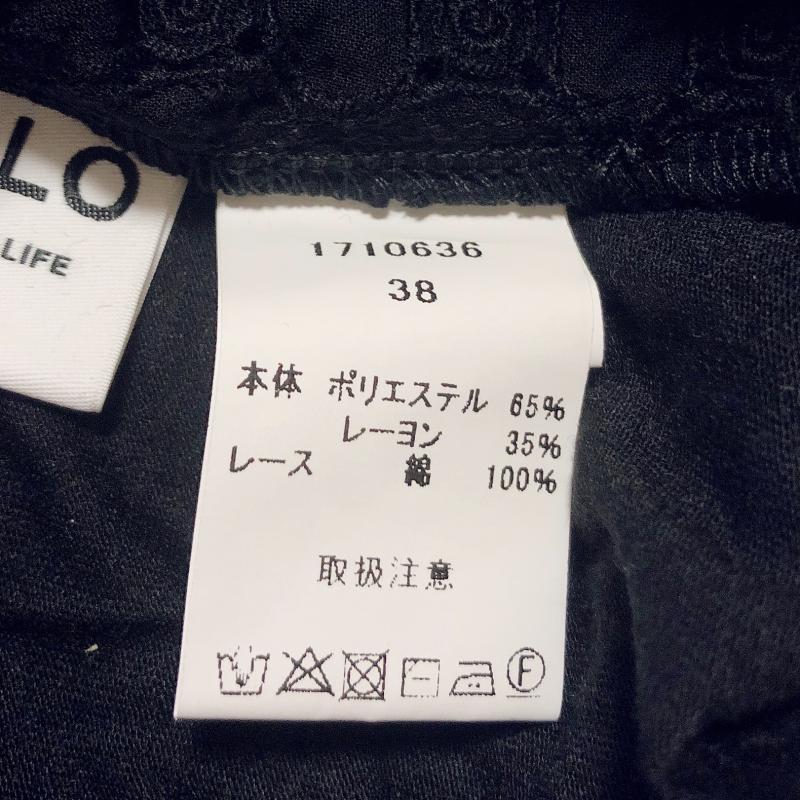 LO
LIFE
1710636
38
本体 ポリエステル 65%
レーヨン 35%
レース 綿 100%
取扱注意
F